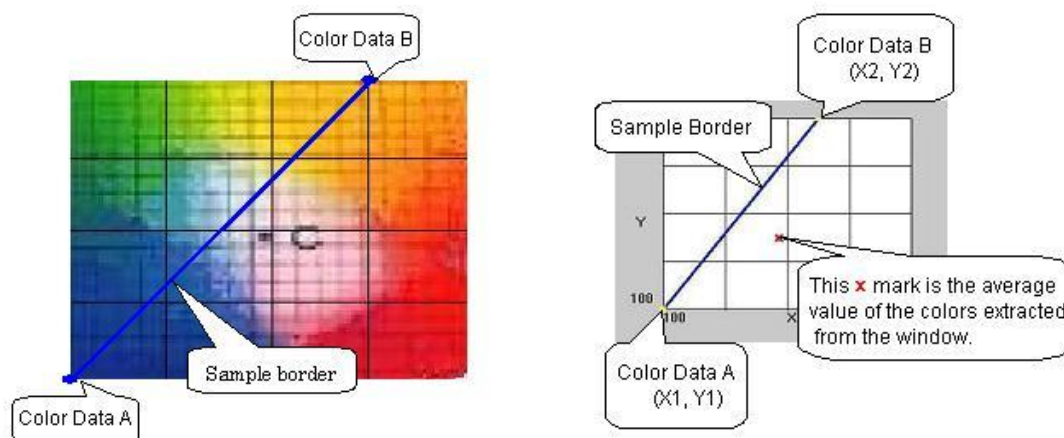 Color Data B
C
Sample border
Color Data A
Color Data B
(X2, Y2)
Sample Border
Y
100
100
X
This x mark is the average
value of the colors extracted
from the window.
Color Data A
(X1, Y1)